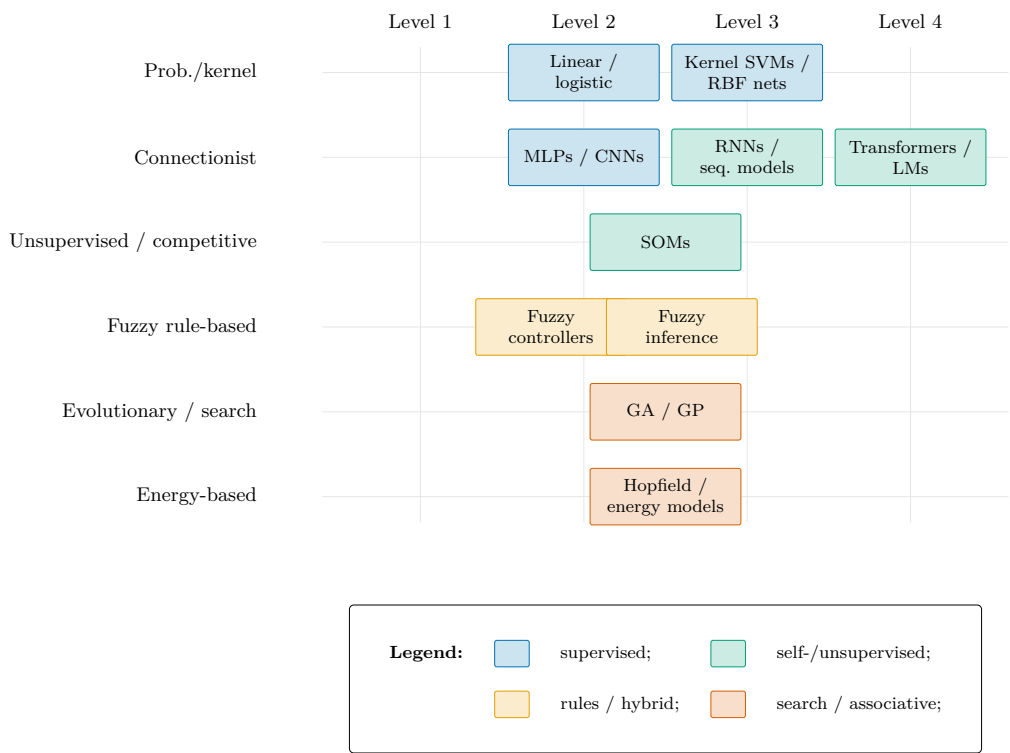 Level 1 Level 2 Level 3 Level 4
Prob./kernel
Linear /
logistic
Kernel SVMs /
RBF nets
Connectionist
MLPs / CNNs
RNNs /
seq. models
Transformers /
LMs
Unsupervised / competitive
SOMs
Fuzzy rule-based
Fuzzy
controllers
Fuzzy
inference
Evolutionary / search
GA / GP
Energy-based
Hopfield /
energy models
Legend: supervised; self-/unsupervised;
rules / hybrid; search / associative;